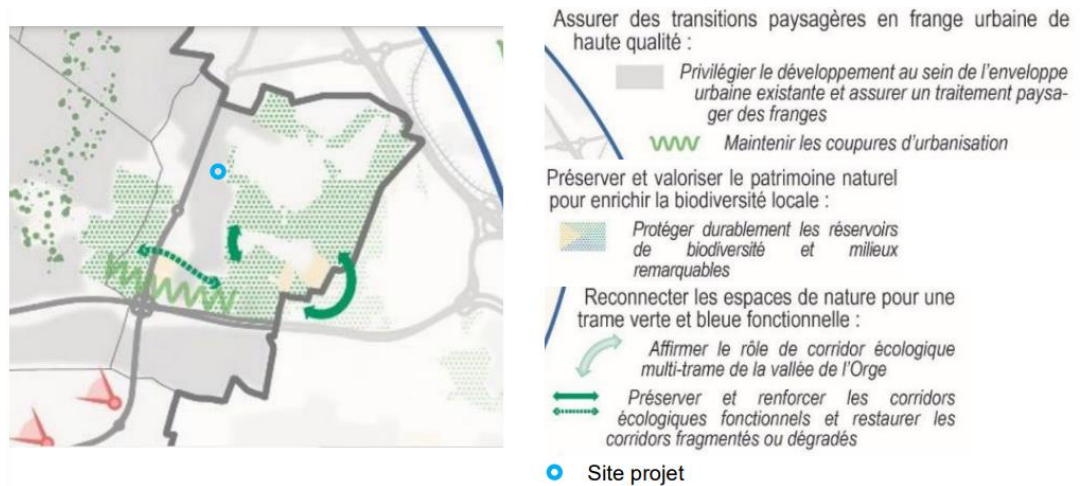 Assurer des transitions paysagères en frange urbaine de
haute qualité :
Privilégier le développement au sein de l'enveloppe
urbaine existante et assurer un traitement paysa-
ger des franges
Maintenir les coupures d'urbanisation
Préserver et valoriser le patrimoine naturel
pour enrichir la biodiversité locale :
Protéger durablement les réservoirs
de biodiversité et milieux
remarquables
Reconnecter les espaces de nature pour une
trame verte et bleue fonctionnelle :
Affirmer le rôle de corridor écologique
multi-trame de la vallée de l'Orge
Préserver et renforcer les corridors
écologiques fonctionnels et restaurer les
corridors fragmentés ou dégradés
Site projet